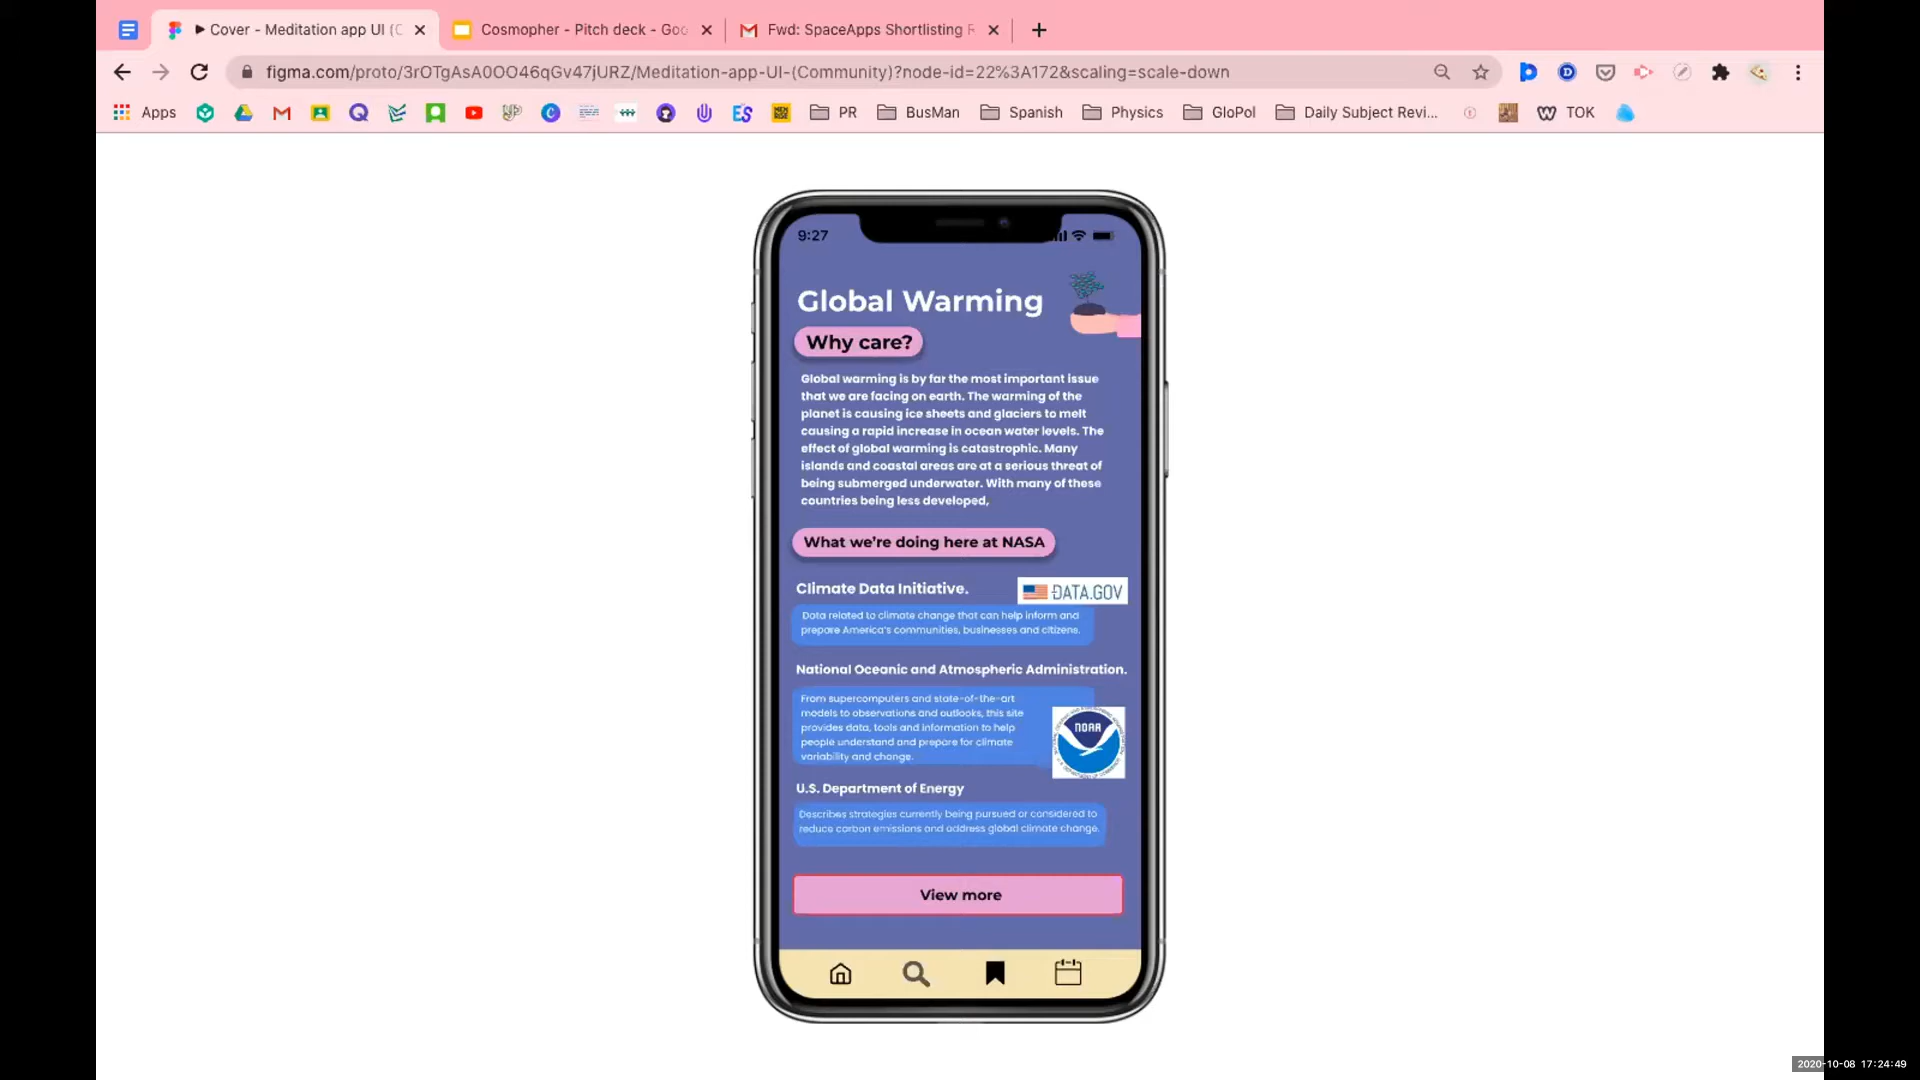 Cover - Meditation app UI (C
Cosmopher - Pitch deck - Goo
Fwd: SpaceApps Shortlisting R
figma.com/proto/3rOTgAsA0OO46qGv47jURZ/Meditation-app-UI-(Community)?node-id=22%3A172&scaling=scale-down
Apps
PR
BusMan
Spanish
Physics
GloPol
Daily Subject Revi...
TOK
9:27
Global Warming
Why care?
Global warming is by far the most important issue
that we are facing on earth. The warming of the
planet is causing ice sheets and glaciers to melt
causing a rapid increase in ocean water levels. The
effect of global warming is catastrophic. Many
islands and coastal areas are at a serious threat of
being submerged underwater. With many of these
countries being less developed,
What we're doing here at NASA
Climate Data Initiative.
DATA.GOV
Data related to climate change that can help inform and
prepare America's communities, businesses and citizens.
National Oceanic and Atmospheric Administration.
From supercomputers and state-of-the-art
models to observations and outlooks, this site
provides data, tools and information to help
people understand and prepare for climate
variability and change.
NOAA
U.S. Department of Energy
Describes strategies currently being pursued or considered to
reduce carbon emissions and address global climate change.
View more
2020-10-08 17:24:49